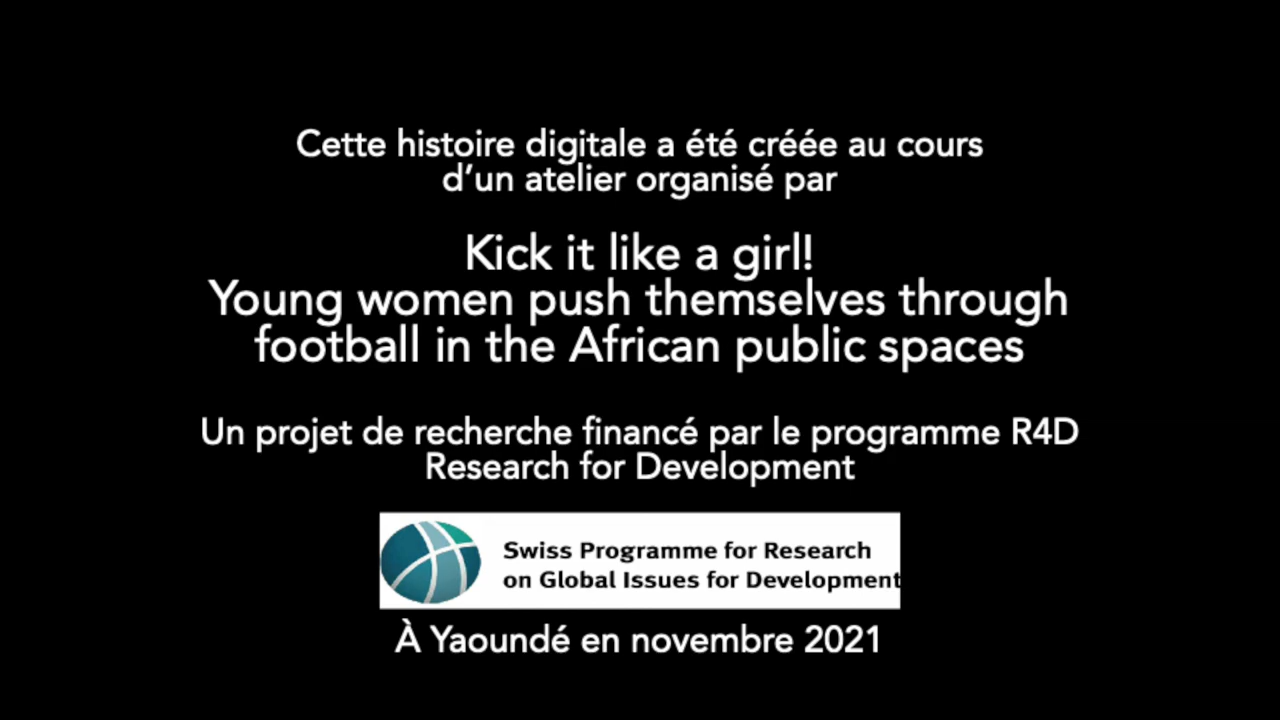 Cette histoire digitale a été créée au cours
d’un atelier organisé par
Kick it like a girl!
Young women push themselves through
football in the African public spaces
Un projet de recherche financé par le programme R4D
Research for Development
Swiss Programme for Research
on Global Issues for Development
À Yaoundé en novembre 2021